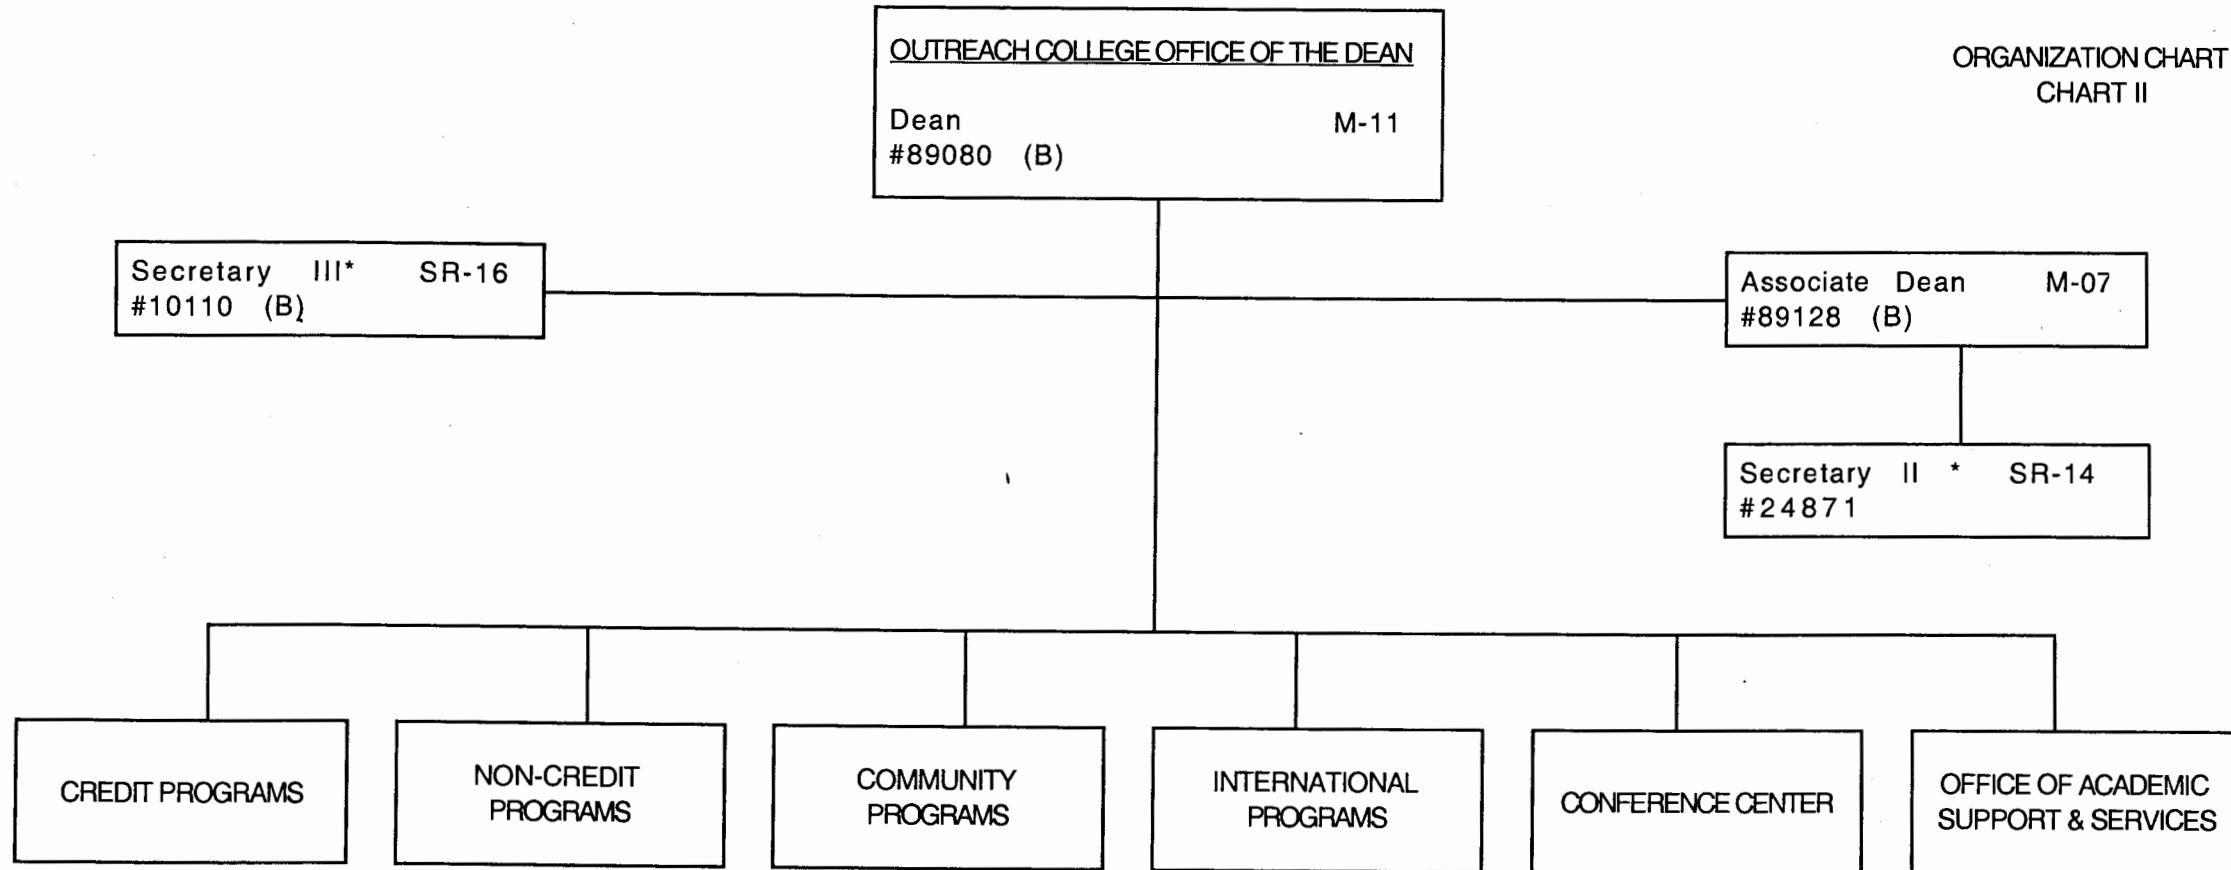 OUTREACH COLLEGE OFFICE OF THE DEAN
Dean M-11
#89080 (B)
ORGANIZATION CHART
CHART II
Secretary III* SR-16
#10110 (B)
Associate Dean M-07
#89128 (B)
Secretary II * SR-14
#24871
CREDIT PROGRAMS
NON-CREDIT
PROGRAMS
COMMUNITY
PROGRAMS
INTERNATIONAL
PROGRAMS
CONFERENCE CENTER
OFFICE OF ACADEMIC
SUPPORT & SERVICES